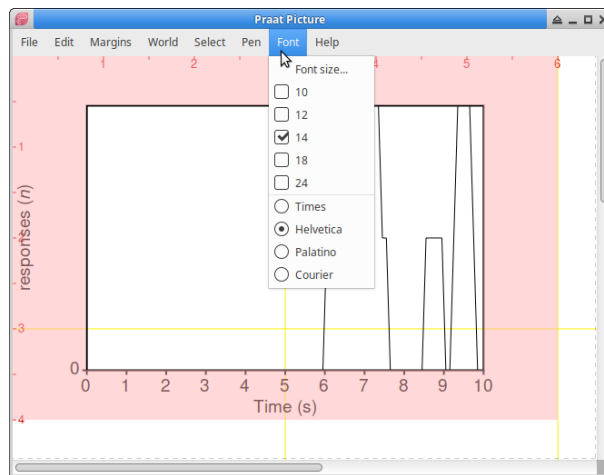 Praat Picture
File Edit Margins World Select Pen Font Help
1 2 4 5 6
Font size...
10
12
14
18
24
Times
Helvetica
Palatino
Courier
-1
-3
-4
responses (n)
0
0 1 2 3 4 5 6 7 8 9 10
Time (s)